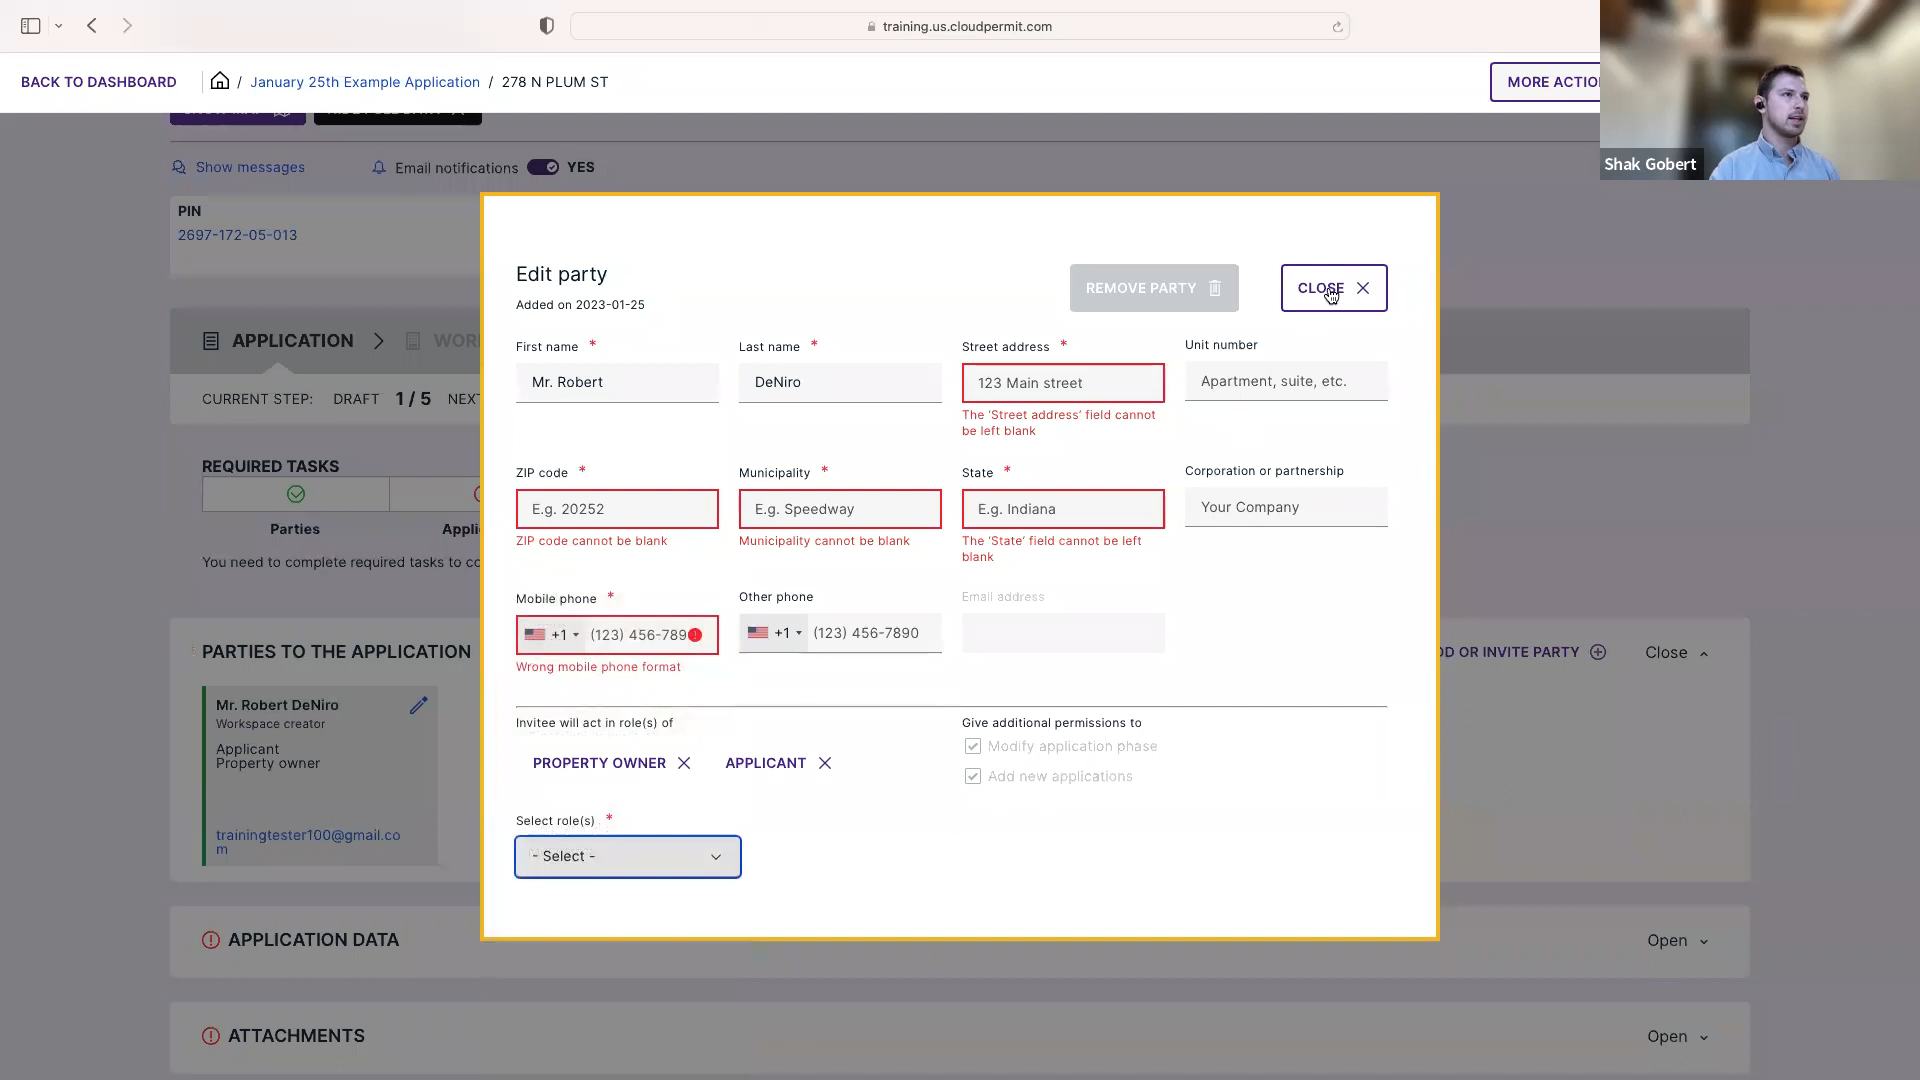 training.us.cloudpermit.com
BACK TO DASHBOARD
/ January 25th Example Application / 278 N PLUM ST
MORE ACTIO
Shak Gobert
Show messages
Email notifications YES
PIN
2697-172-05-013
APPLICATION
WOR
CURRENT STEP: DRAFT 1 / 5 NEXT
REQUIRED TASKS
Parties
Appli
You need to complete required tasks to co
PARTIES TO THE APPLICATION
DD OR INVITE PARTY
Close
Mr. Robert DeNiro
Workspace creator
Applicant
Property owner
trainingtester100@gmail.co
m
Edit party
Added on 2023-01-25
REMOVE PARTY
CLOSE
First name *
Mr. Robert
Last name *
DeNiro
Street address *
123 Main street
The ‘Street address’ field cannot
be left blank
Unit number
Apartment, suite, etc.
ZIP code *
E.g. 20252
ZIP code cannot be blank
Municipality *
E.g. Speedway
Municipality cannot be blank
State *
E.g. Indiana
The ‘State’ field cannot be left
blank
Corporation or partnership
Your Company
Mobile phone *
+1 (123) 456-789
Wrong mobile phone format
Other phone
+1 (123) 456-7890
Email address
Invitee will act in role(s) of
PROPERTY OWNER
APPLICANT
Give additional permissions to
Modify application phase
Add new applications
Select role(s) *
- Select -
APPLICATION DATA
Open
ATTACHMENTS
Open